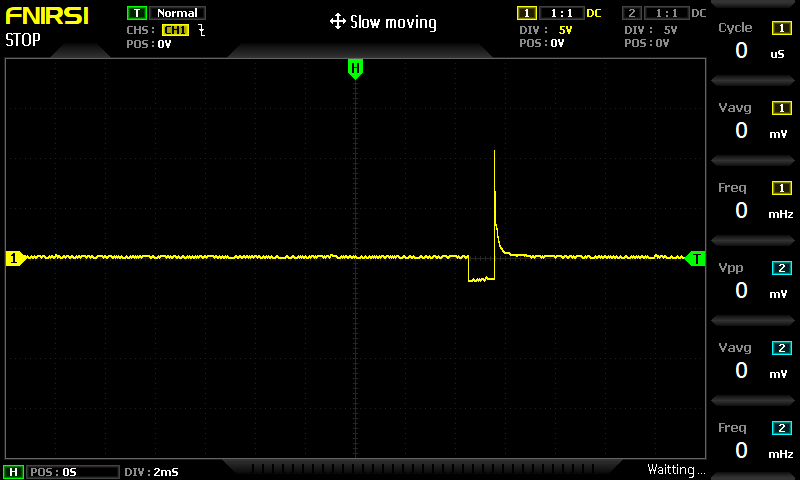 FNIRSI
STOP
T Normal
CHS: CH1
POS: 0V
Slow moving
1 1:1 DC
DIV: 5V
POS: 0V
2 1:1 DC
DIV: 5V
POS: 0V
H
1
T
Cycle 1
0 uS
Vavg 1
0 mV
Freq 1
0 mHz
Vpp 2
0 mV
Vavg 2
0 mV
Freq 2
0 mHz
H POS: 0S DIV: 2mS
Waitting...